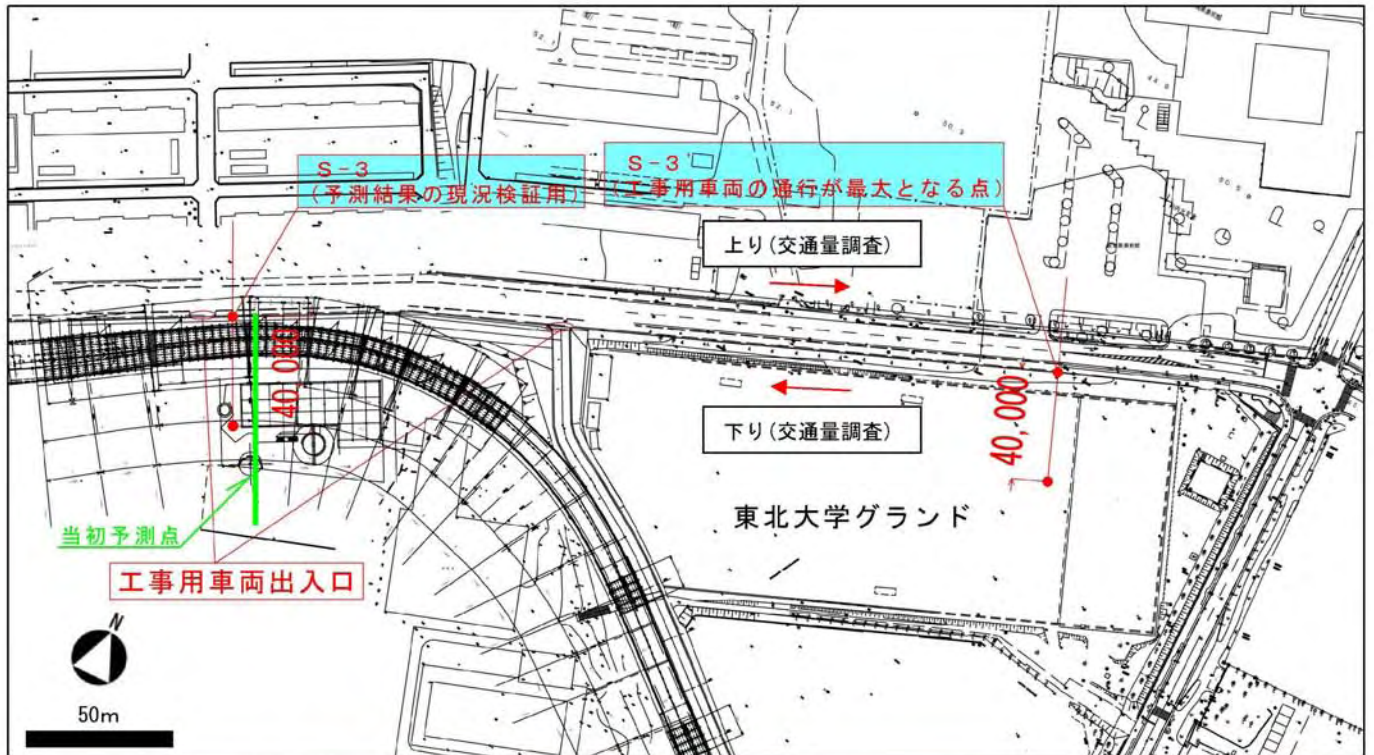 S-3
(予測結果の現況検証用)
S-3'
(工事用車両の通行が最大となる点)
上り(交通量調査)
40,000
40,000
下り(交通量調査)
東北大学グランド
当初予測点
工事用車両出入口
N
50m